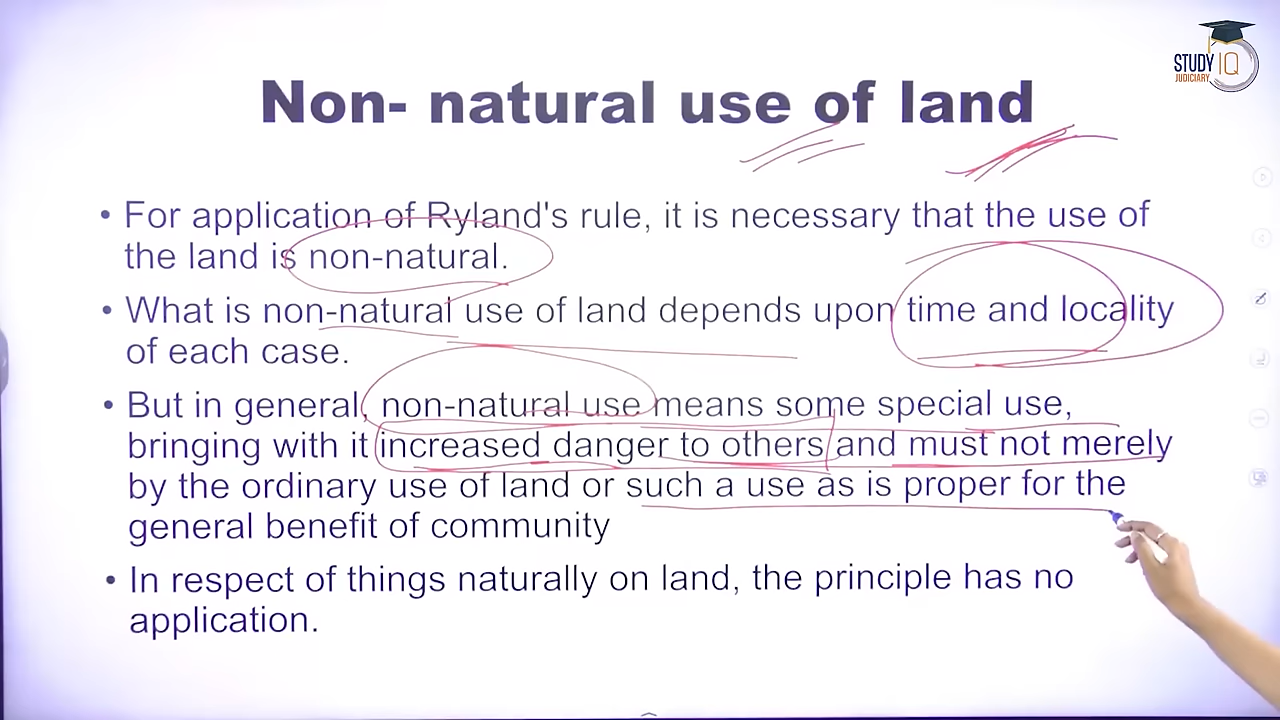 STUDY IQ
JUDICIARY
Non- natural use of land
• For application of Ryland's rule, it is necessary that the use of
the land is non-natural.
• What is non-natural use of land depends upon time and locality
of each case.
• But in general, non-natural use means some special use,
bringing with it increased danger to others and must not merely
by the ordinary use of land or such a use as is proper for the
general benefit of community
• In respect of things naturally on land, the principle has no
application.